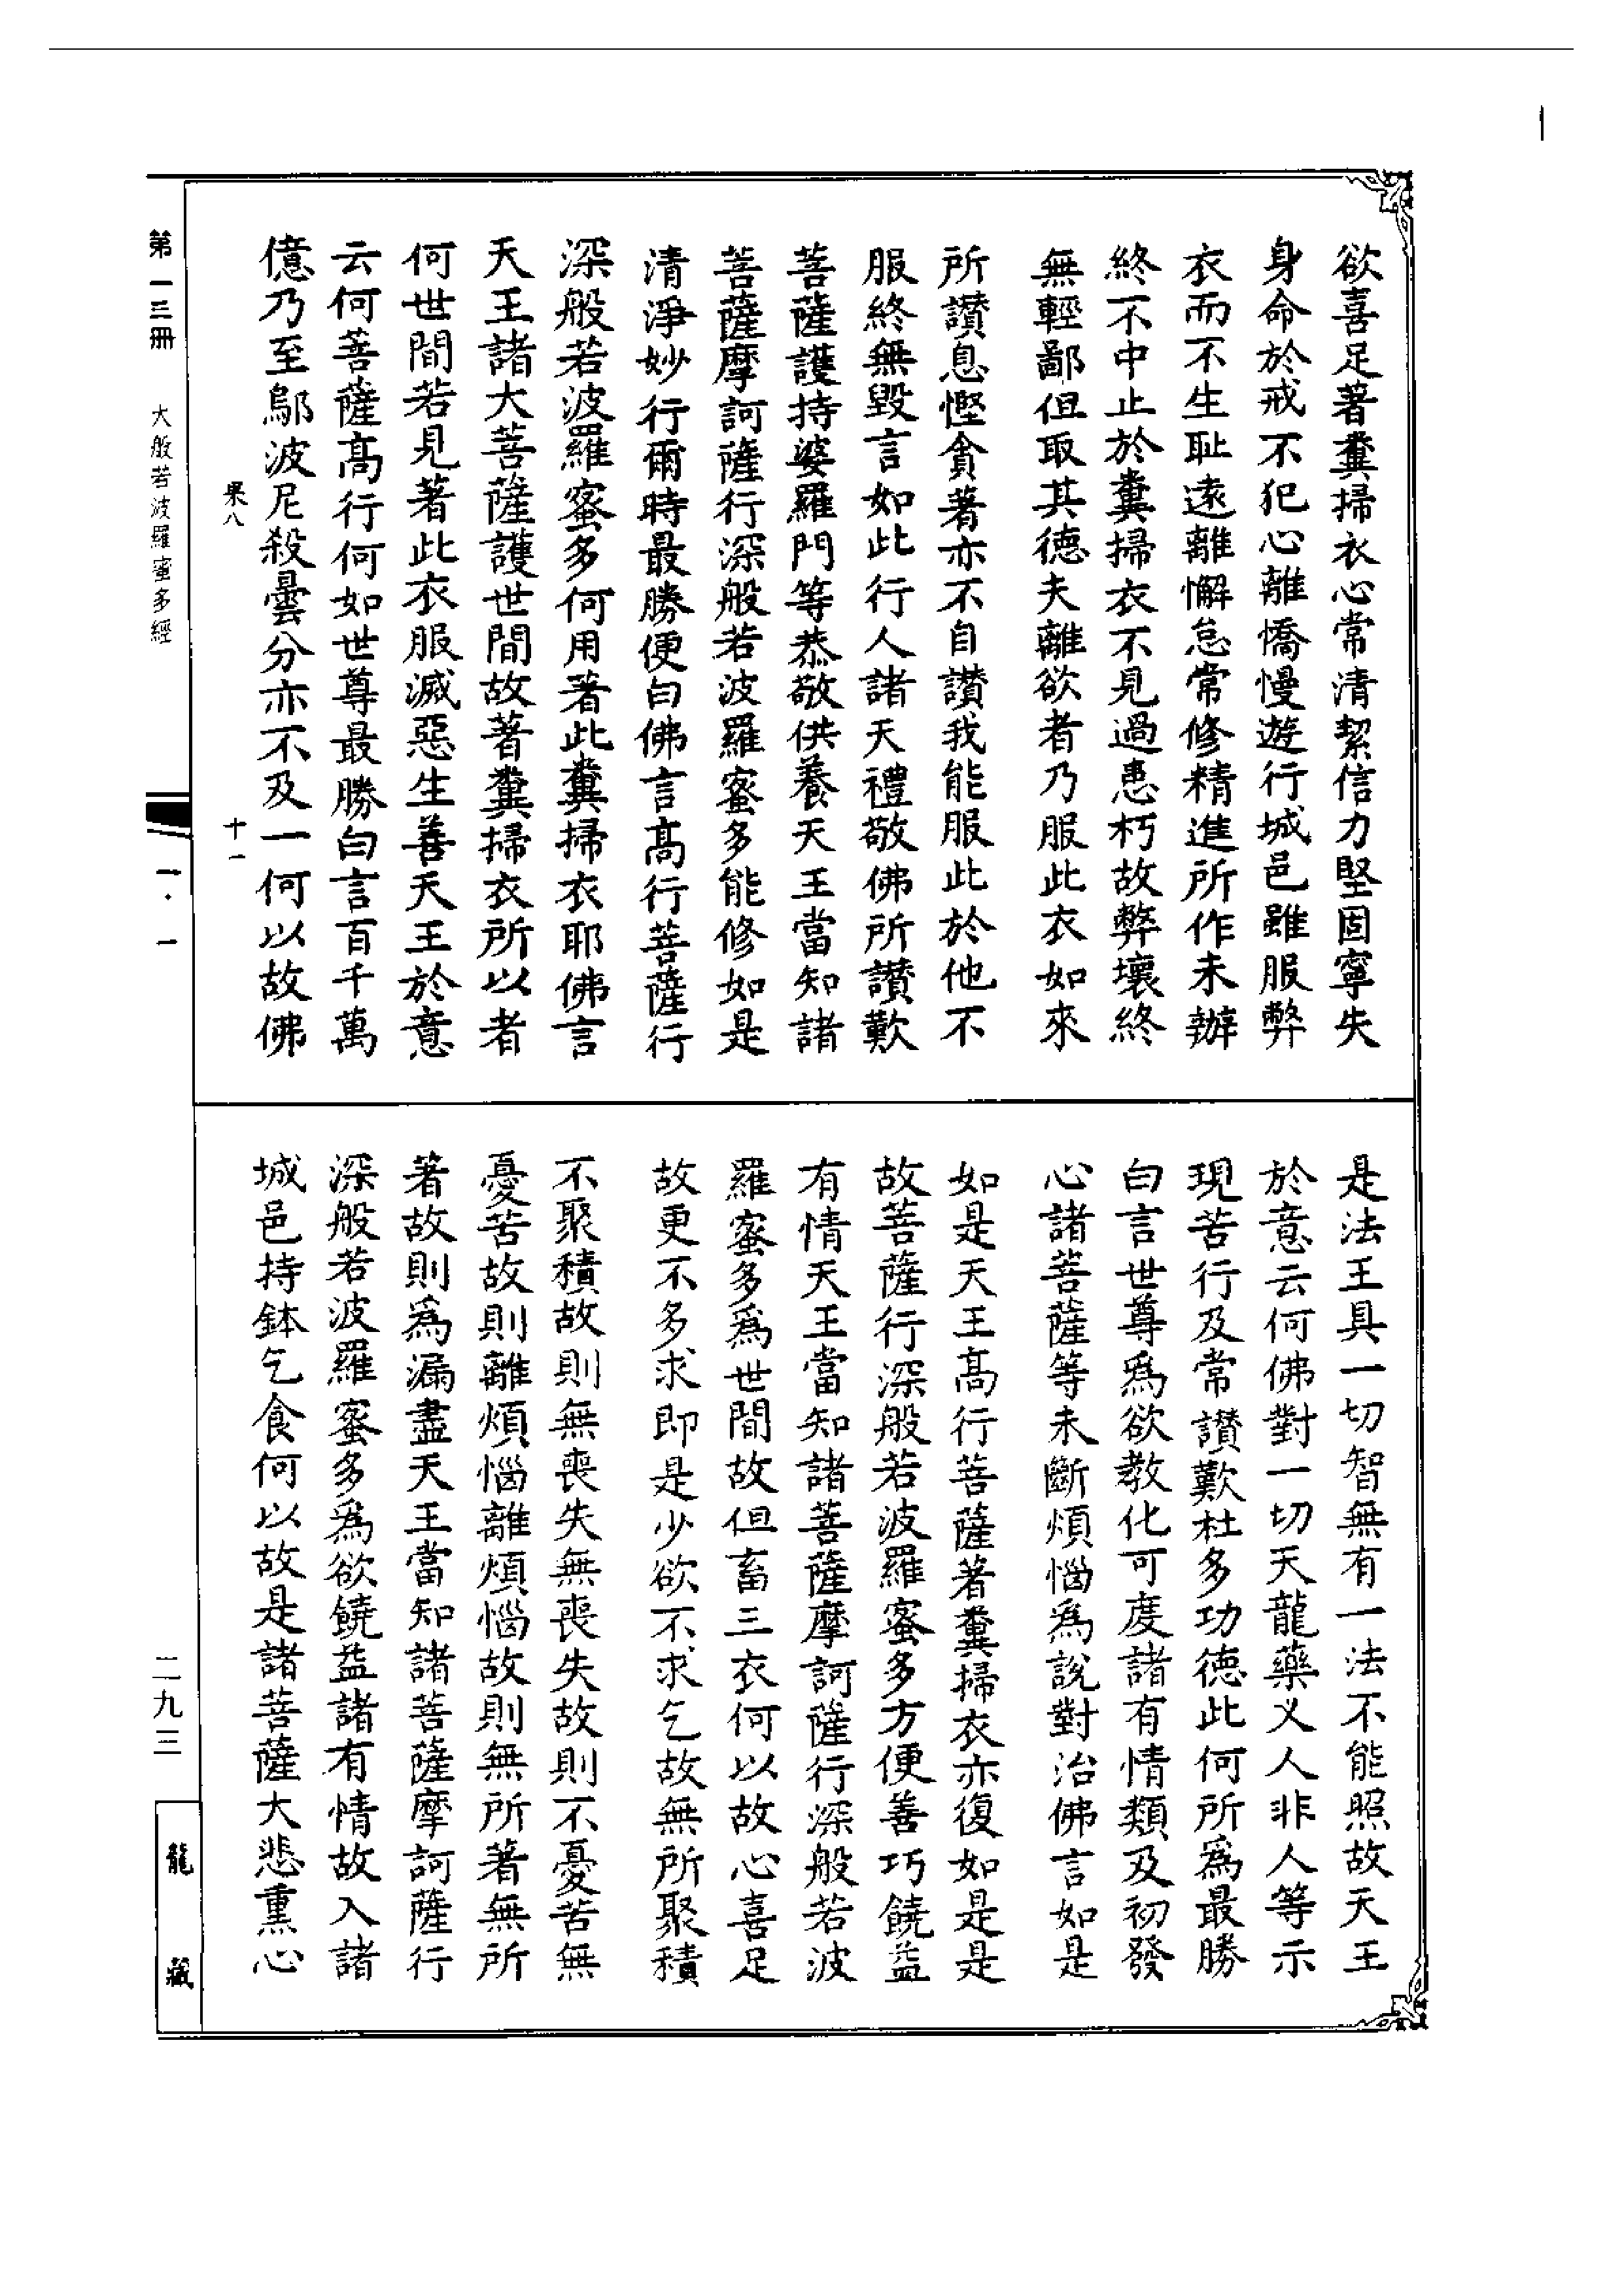 欲喜足著糞掃衣心常清潔信力堅固寧失
身命於戒不犯心離憍慢遊行城邑雖服弊
衣而不生恥遠離懈怠常修精進所作未辦
終不中止於糞掃衣不見過患朽故弊壞終
無輕鄙但取其德夫離欲者乃服此衣如來
所讃息慳貪著亦不自讃我能服此於他不
服終無毀言如此行人諸天禮敬佛所讃歎
菩薩護持婆羅門等恭敬供養天王當知諸
菩薩摩訶薩行深般若波羅蜜多能修如是
清淨妙行爾時最勝便白佛言高行菩薩行
深般若波羅蜜多何用著此糞掃衣耶佛言
天王諸大菩薩護世間故著糞掃衣所以者
何世間若見著此衣服滅惡生善天王於意
云何菩薩高行何如世尊最勝白言百千萬
億乃至鄔波尼殺曇分亦不及一何以故佛
果八
十一
是法王具一切智無有一法不能照故天王
於意云何佛對一切天龍藥义人非人等示
現苦行及常讃歎杜多功德此何所爲最勝
白言世尊爲欲教化可度諸有情類及初發
心諸菩薩等未斷煩惱爲說對治佛言如是
如是天王高行菩薩著糞掃衣亦復如是是
故菩薩行深般若波羅蜜多方便善巧饒益
有情天王當知諸菩薩摩訶薩行深般若波
羅蜜多爲世間故但畜三衣何以故心喜足
故更不多求即是少欲不求乞故無所聚積
不聚積故則無喪失無喪失故則不憂苦無
憂苦故則離煩惱離煩惱故則無所著無所
著故則爲漏盡天王當知諸菩薩摩訶薩行
深般若波羅蜜多爲欲饒益諸有情故入諸
城邑持鉢乞食何以故是諸菩薩大悲熏心
第一三冊 大般若波羅蜜多經
一·一
二九三
龍藏